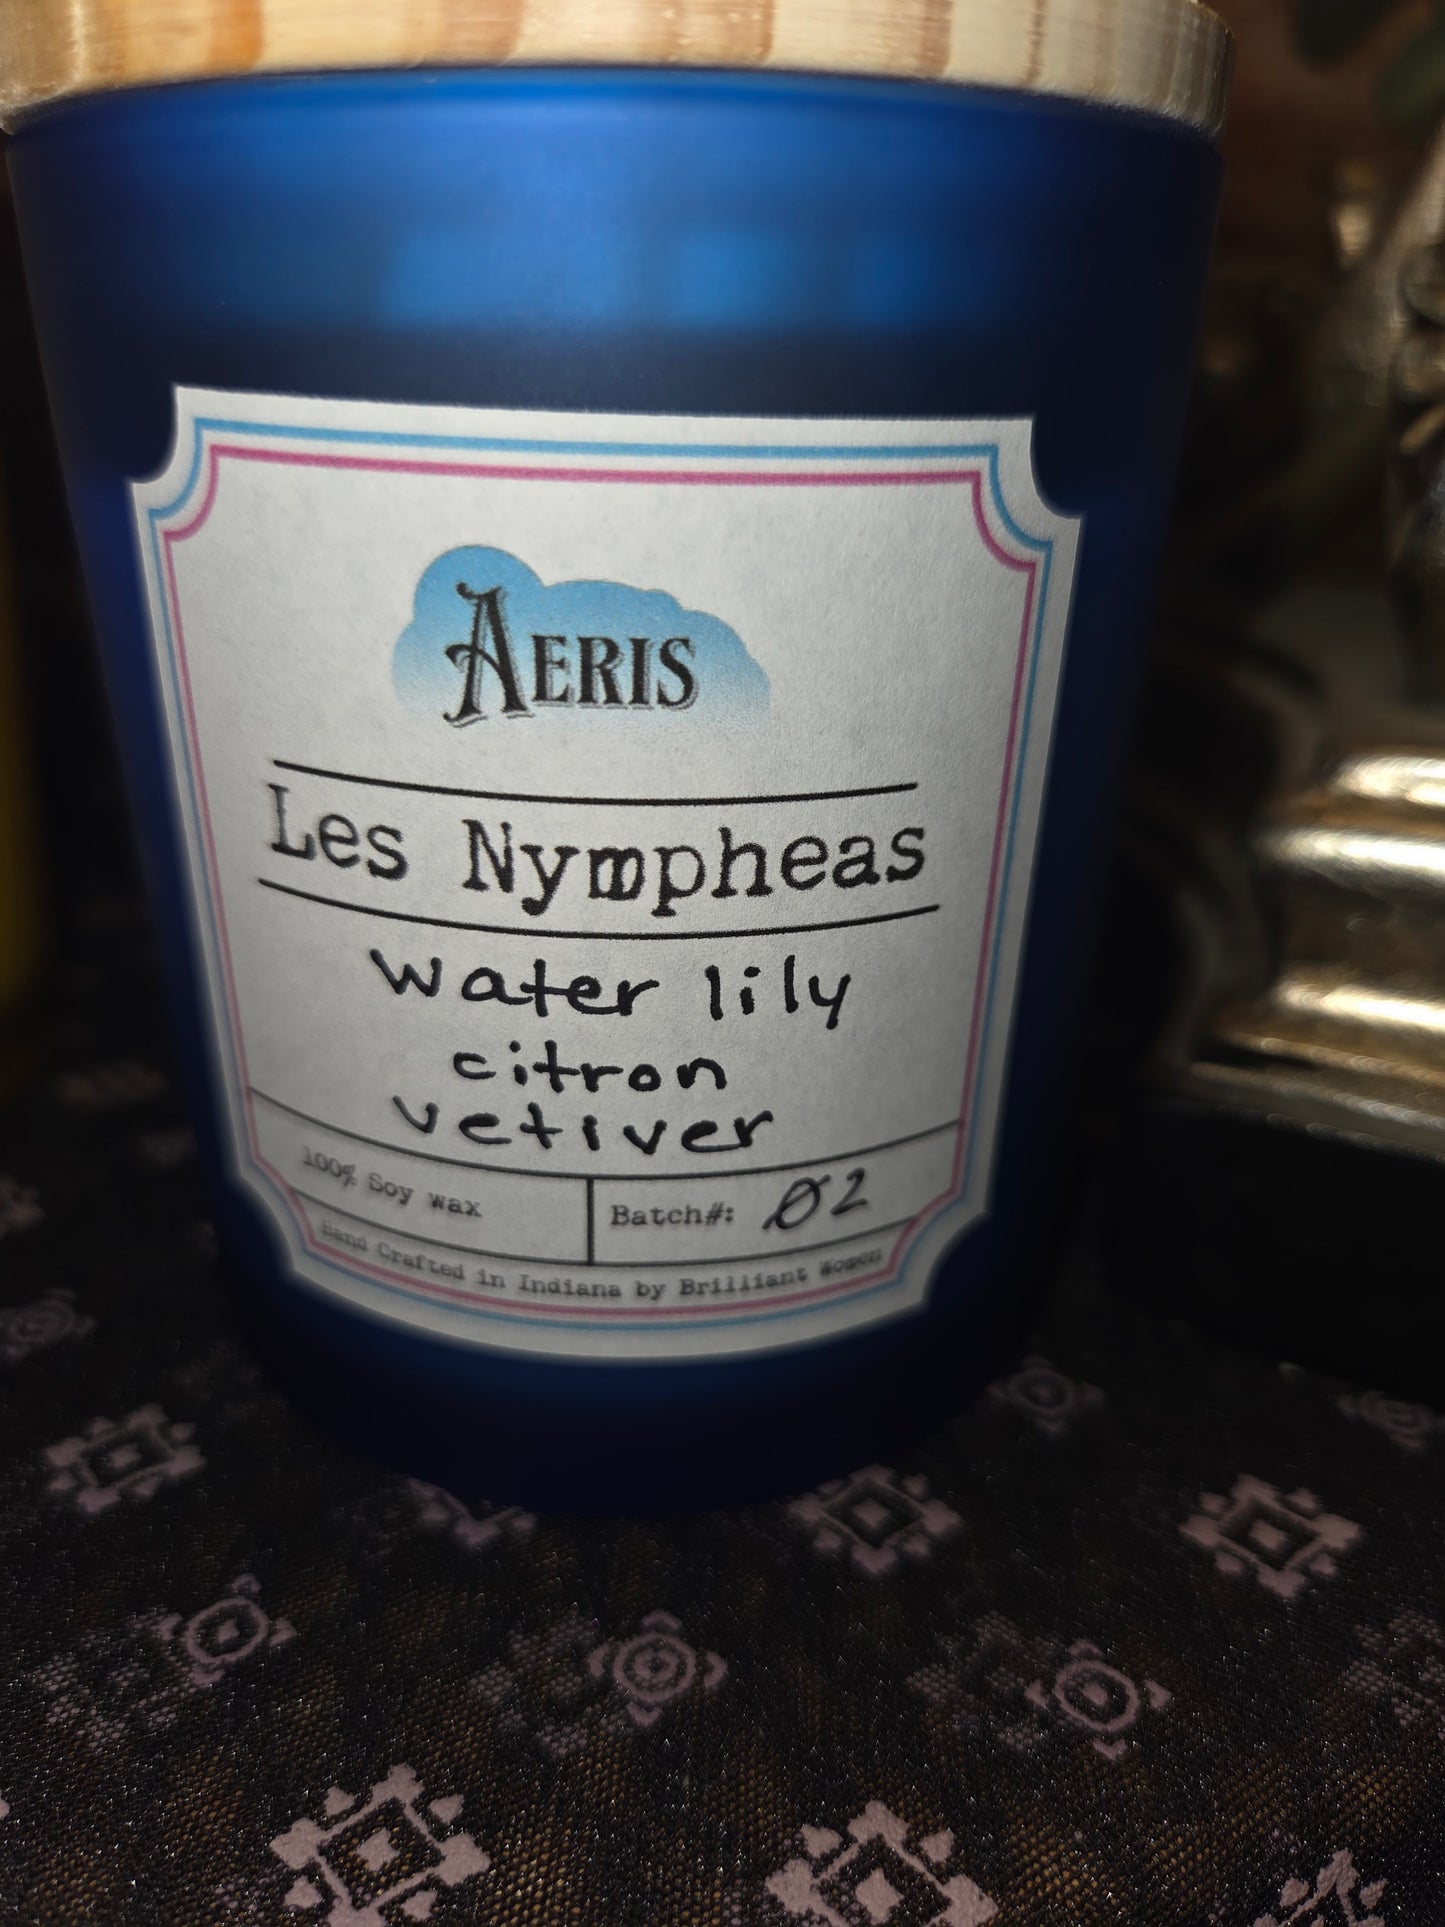 AERIS
Les Nympheas
water lily
citron
vetiver
100% Soy wax
Batch#: 02
Hand Crafted in Indiana by Brilliant Women